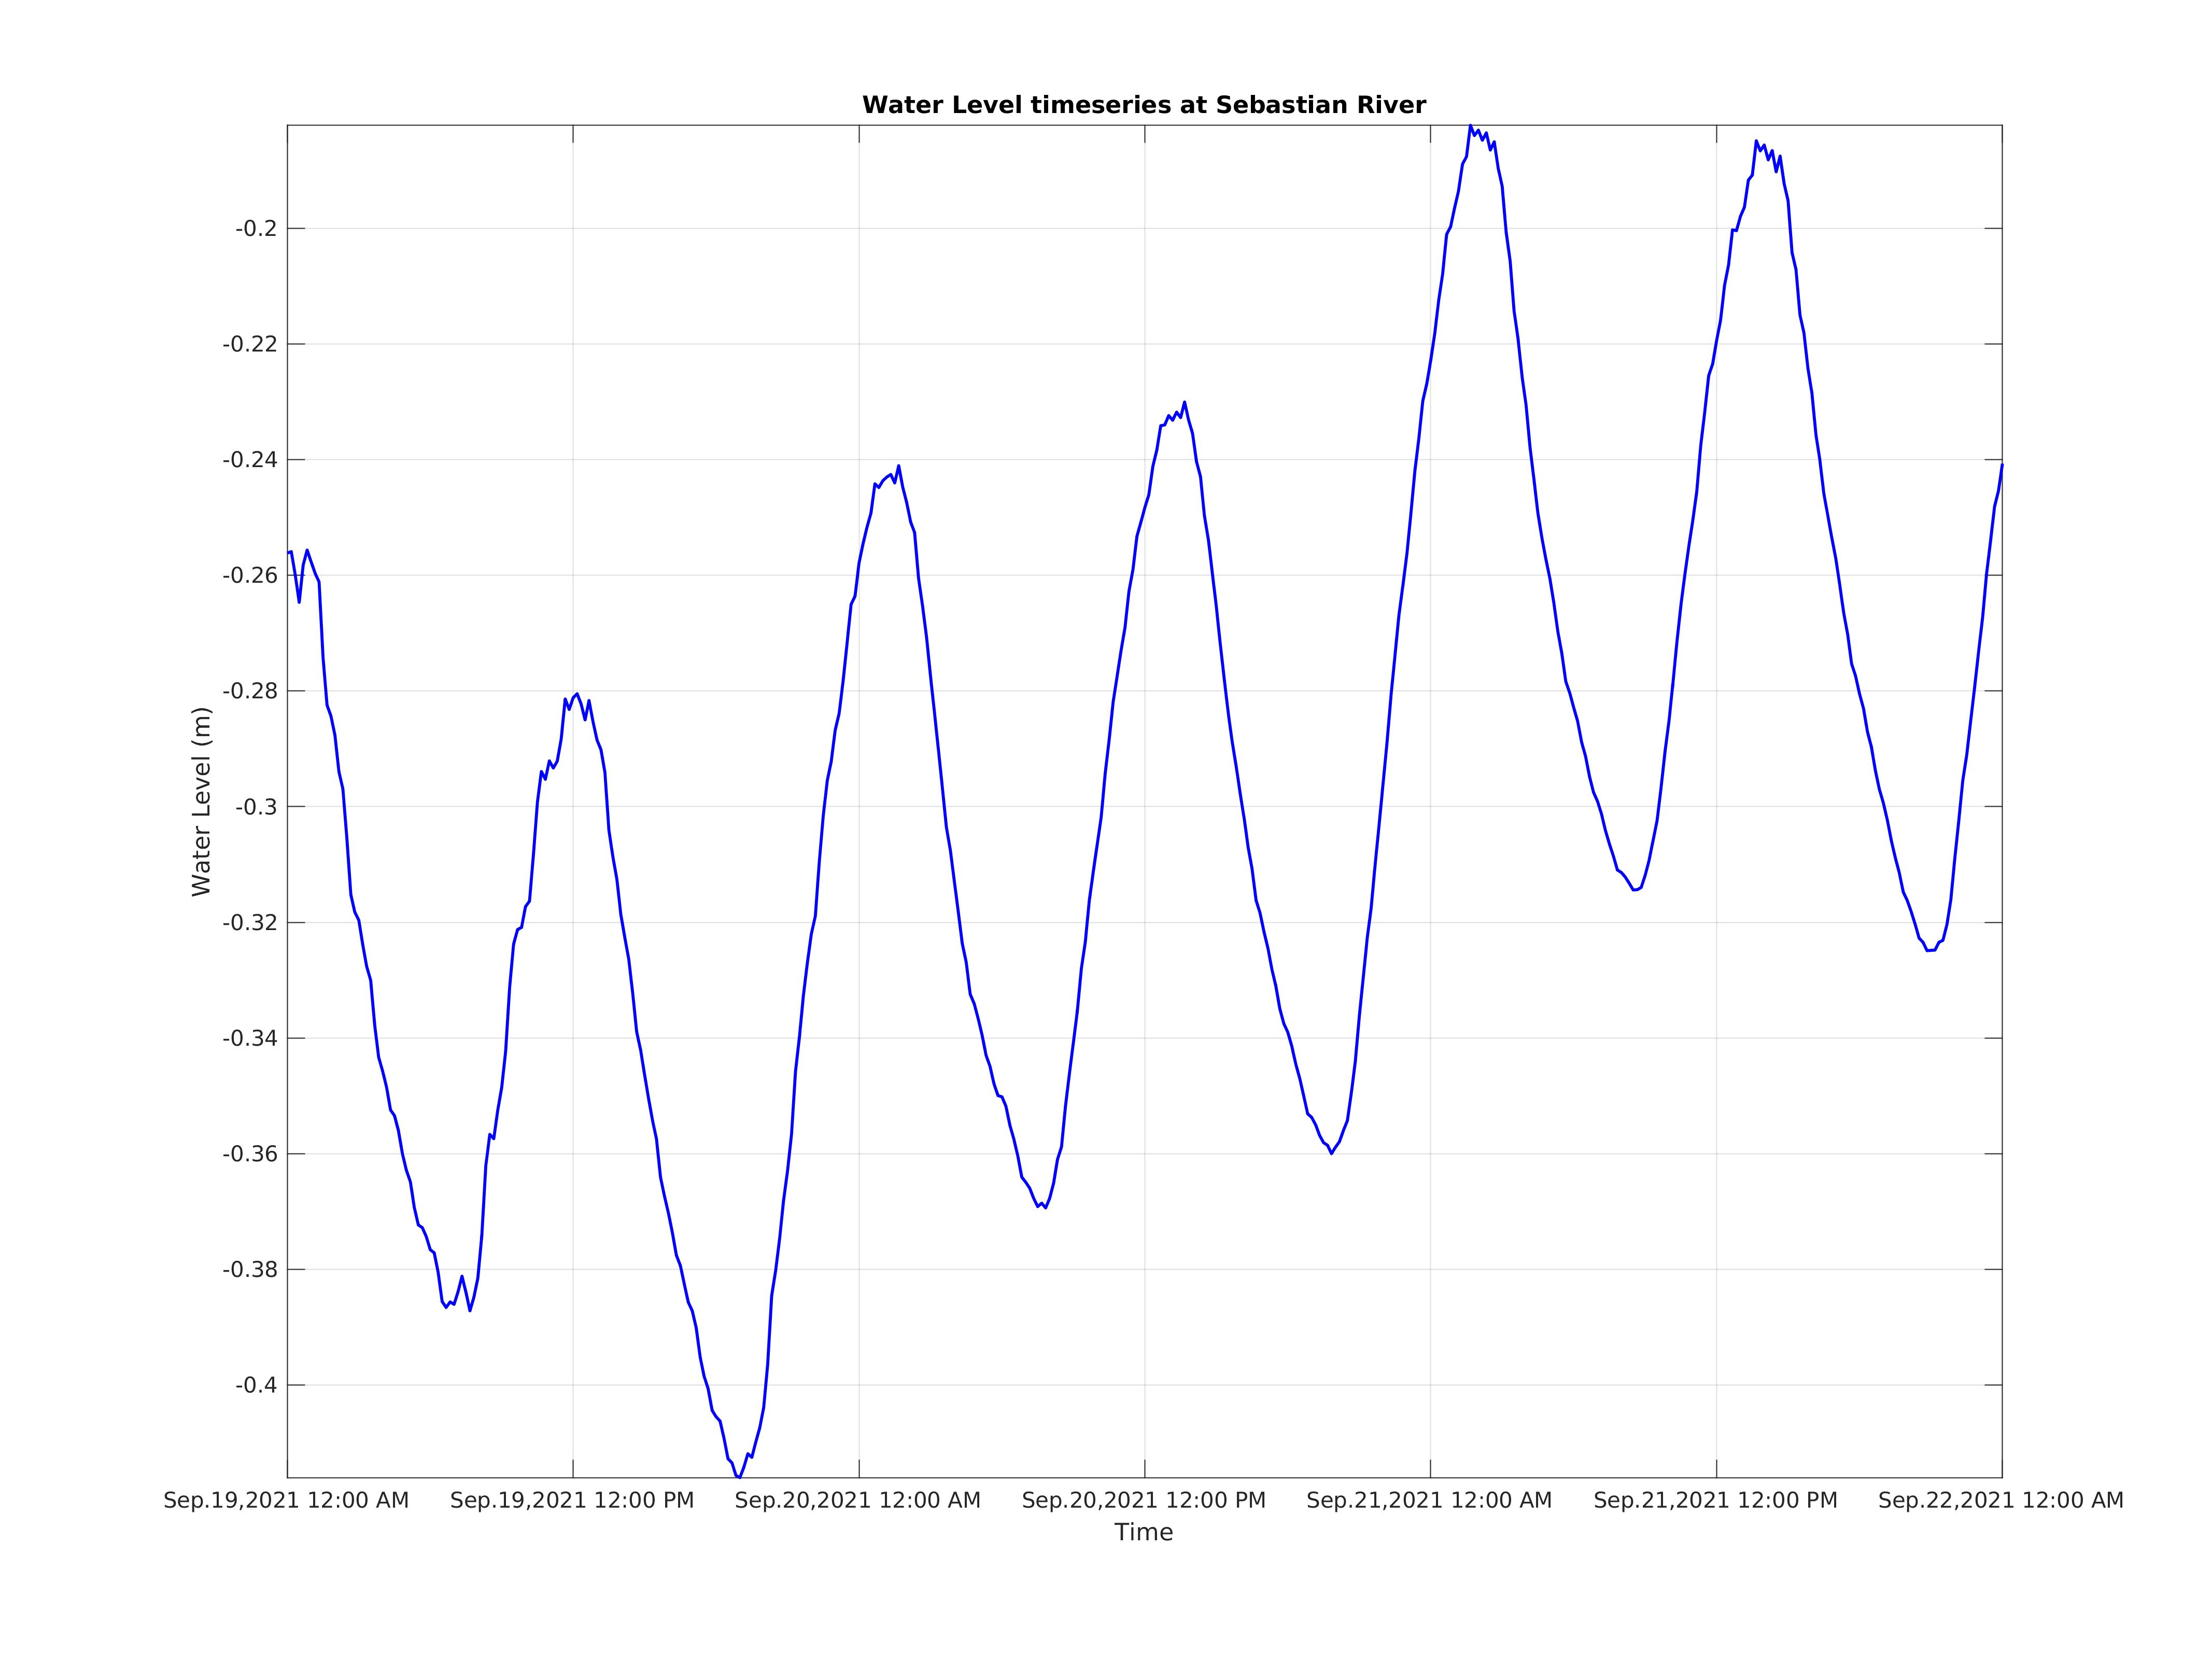 Water Level timeseries at Sebastian River
-0.2
-0.22
-0.24
-0.26
-0.28
-0.3
-0.32
-0.34
-0.36
-0.38
-0.4
Water Level (m)
Sep.19,2021 12:00 AM Sep.19,2021 12:00 PM Sep.20,2021 12:00 AM Sep.20,2021 12:00 PM Sep.21,2021 12:00 AM Sep.21,2021 12:00 PM Sep.22,2021 12:00 AM
Time